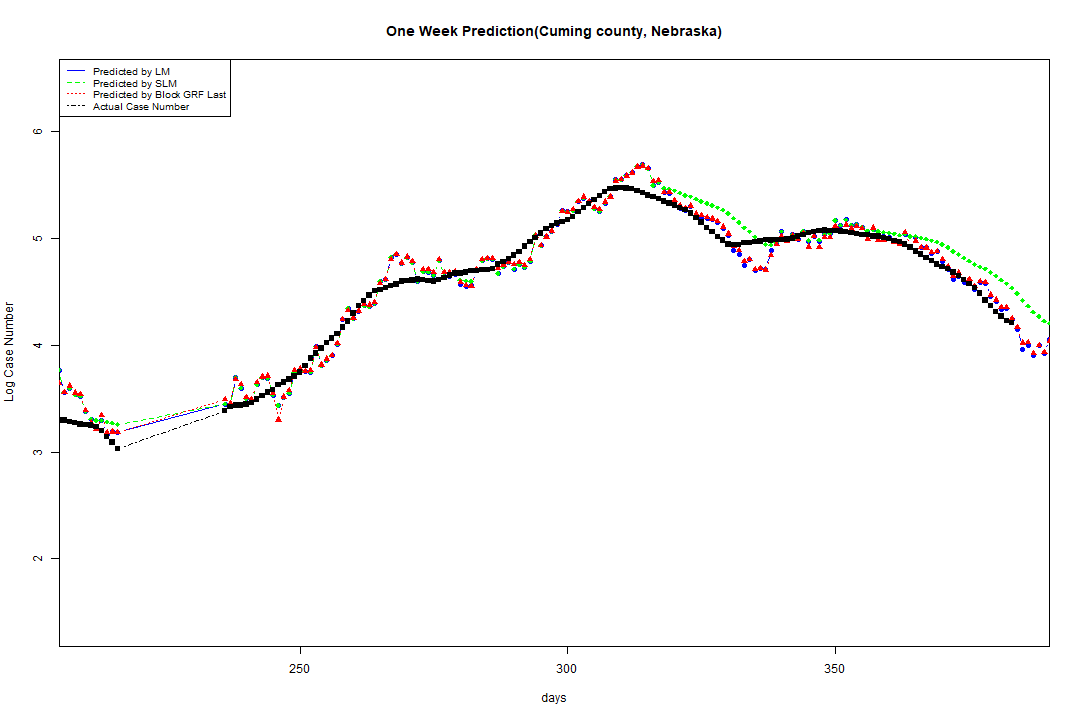 One Week Prediction(Cuming county, Nebraska)
Predicted by LM
Predicted by SLM
Predicted by Block GRF Last
Actual Case Number
6
5
4
3
2
Log Case Number
250 300 350
days